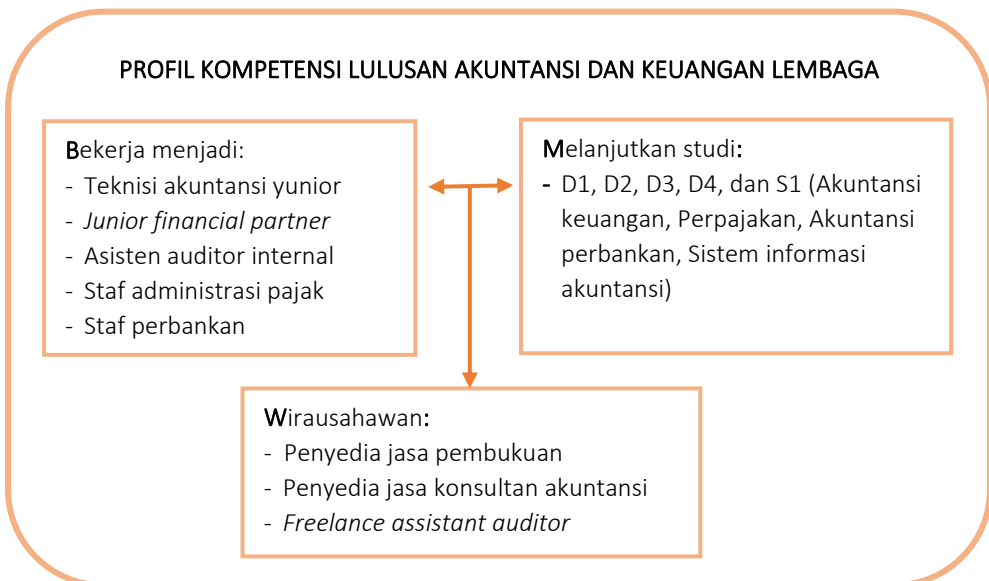 PROFIL KOMPETENSI LULUSAN AKUNTANSI DAN KEUANGAN LEMBAGA
Bekerja menjadi:
- Teknisi akuntansi yunior
- Junior financial partner
- Asisten auditor internal
- Staf administrasi pajak
- Staf perbankan
Melanjutkan studi:
- D1, D2, D3, D4, dan S1 (Akuntansi
keuangan, Perpajakan, Akuntansi
perbankan, Sistem informasi
akuntansi)
Wirausahawan:
- Penyedia jasa pembukuan
- Penyedia jasa konsultan akuntansi
- Freelance assistant auditor